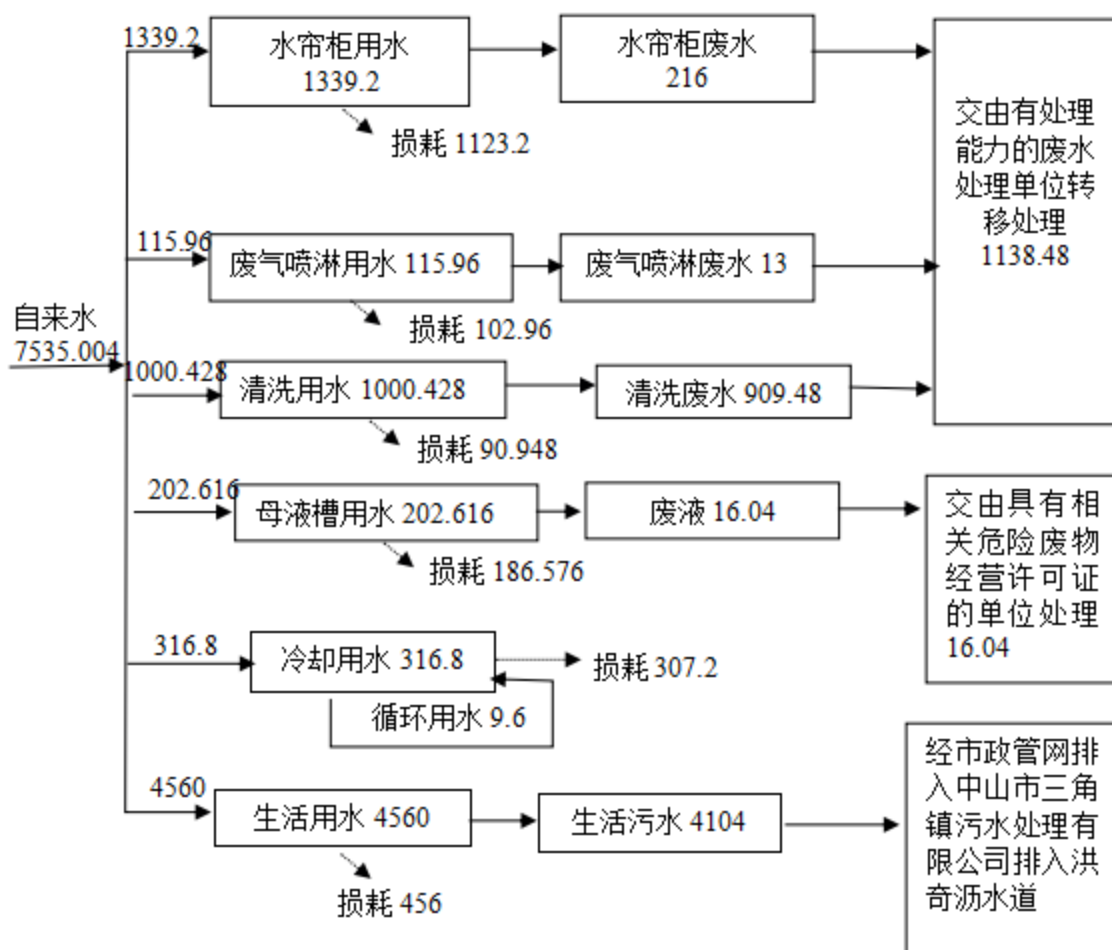 1339.2
水帘柜用水
1339.2
水帘柜废水
216
损耗 1123.2
交由有处理
能力的废水
处理单位转
移处理
1138.48
115.96
废气喷淋用水 115.96
废气喷淋废水 13
损耗 102.96
自来水
7535.004
1000.428
清洗用水 1000.428
清洗废水 909.48
损耗 90.948
202.616
母液槽用水 202.616
废液 16.04
损耗 186.576
交由具有相
关危险废物
经营许可证
的单位处理
16.04
316.8
冷却用水 316.8
损耗 307.2
循环用水 9.6
4560
生活用水 4560
生活污水 4104
损耗 456
经市政管网排
入中山市三角
镇污水处理有
限公司排入洪
奇沥水道